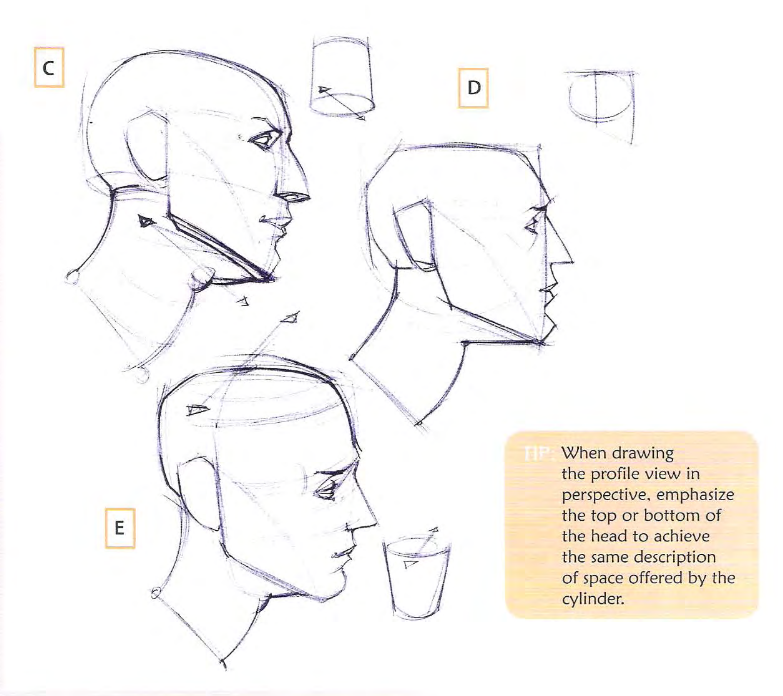 C
D
E
TIP: When drawing
the profile view in
perspective, emphasize
the top or bottom of
the head to achieve
the same description
of space offered by the
cylinder.